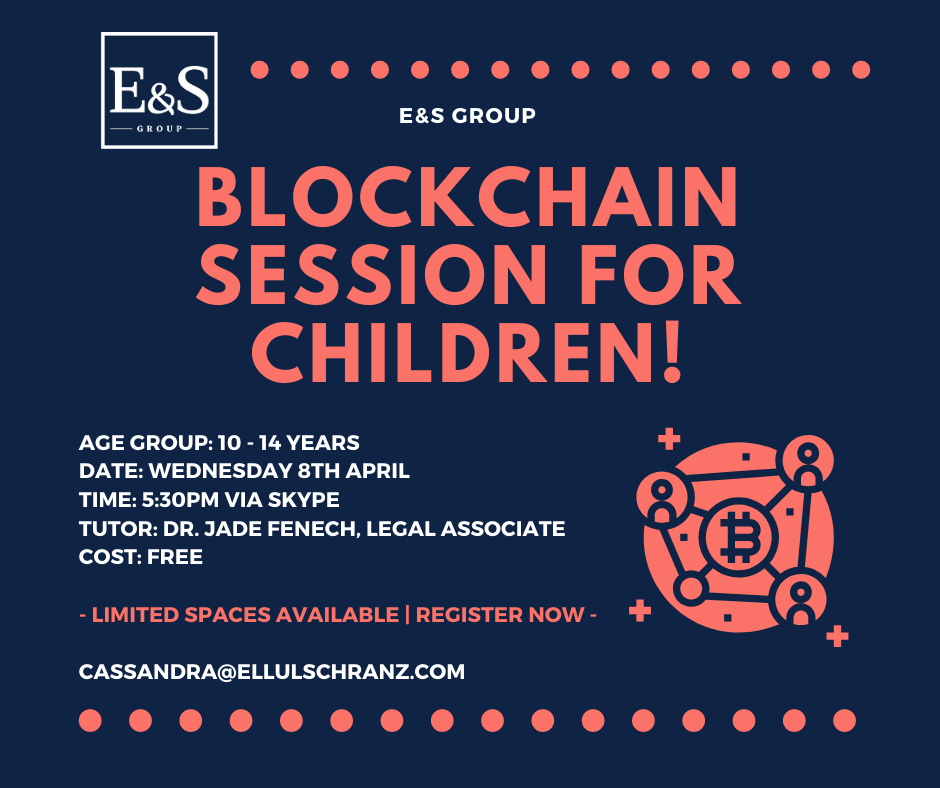 E&S
GROUP
E&S GROUP
BLOCKCHAIN
SESSION FOR
CHILDREN!
AGE GROUP: 10 - 14 YEARS
DATE: WEDNESDAY 8TH APRIL
TIME: 5:30PM VIA SKYPE
TUTOR: DR. JADE FENECH, LEGAL ASSOCIATE
COST: FREE
- LIMITED SPACES AVAILABLE | REGISTER NOW -
CASSANDRA@ELLULSCHRANZ.COM